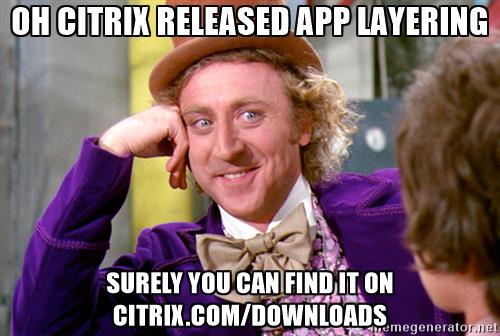 OH CITRIX RELEASED APP LAYERING
SURELY YOU CAN FIND IT ON
CITRIX.COM/DOWNLOADS
memegenerator.net